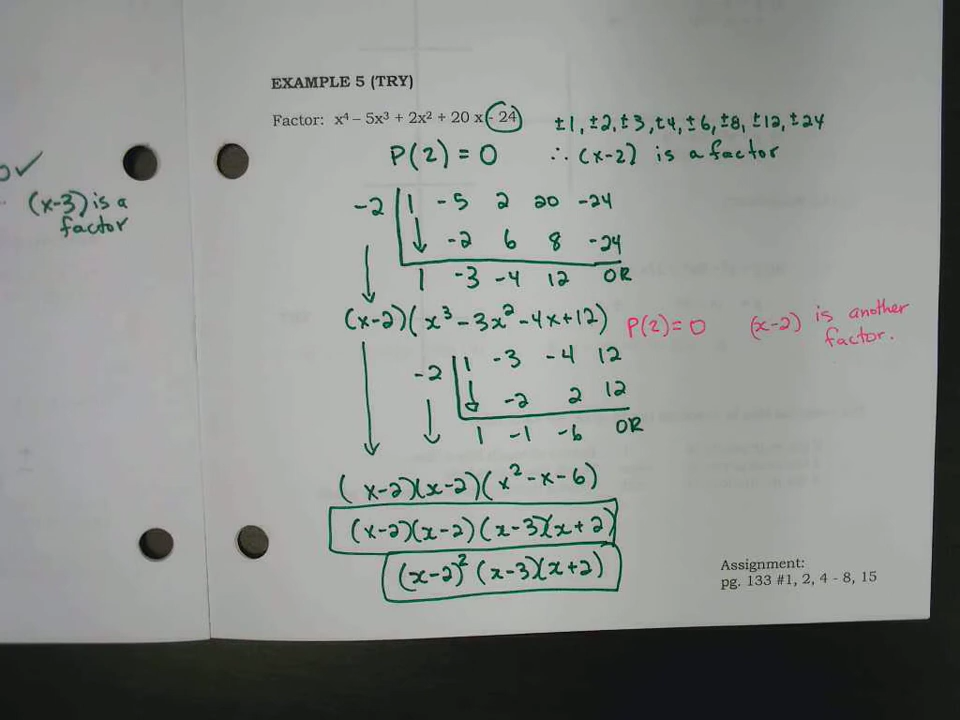 EXAMPLE 5 (TRY)
Factor: x⁴ – 5x³ + 2x² + 20 x - 24
±1, ±2, ±3, ±4, ±6, ±8, ±12, ±24
P(2) = 0 ∴ (x-2) is a factor
✓
(x-3) is a
factor
-2 1 -5 2 20 -24
↓ -2 6 8 -24
1 -3 -4 12 0R
(x-2)(x³-3x²-4x+12)
P(2)=0 (x-2) is another
factor.
-2 1 -3 -4 12
↓ -2 2 12
1 -1 -6 0R
(x-2)(x-2)(x²-x-6)
(x-2)(x-2)(x-3)(x+2)
(x-2)²(x-3)(x+2)
Assignment:
pg. 133 #1, 2, 4 - 8, 15